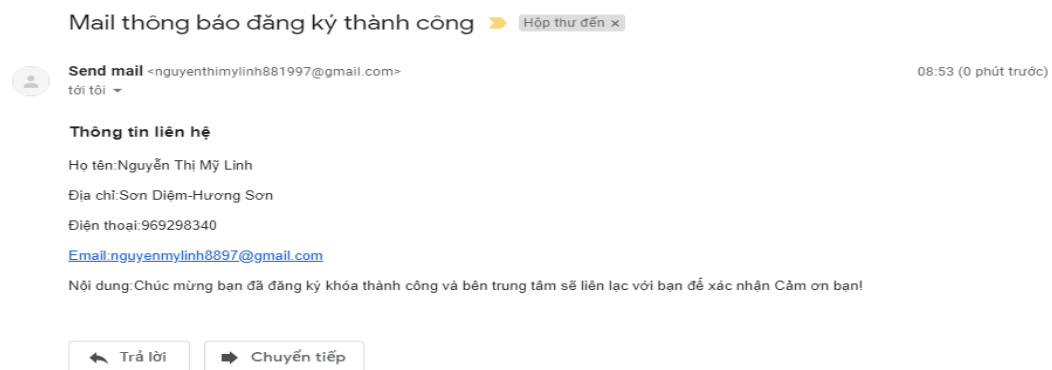 Mail thông báo đăng ký thành công Hộp thư đến x
Send mail <nguyenthimylinh881997@gmail.com> 08:53 (0 phút trước)
tới tôi
Thông tin liên hệ
Họ tên:Nguyễn Thị Mỹ Linh
Địa chỉ:Sơn Diệm-Hương Sơn
Điện thoại:969298340
Email:nguyenmylinh8897@gmail.com
Nội dung:Chúc mừng bạn đã đăng ký khóa thành công và bên trung tâm sẽ liên lạc với bạn để xác nhận Cảm ơn bạn!
Trả lời Chuyển tiếp